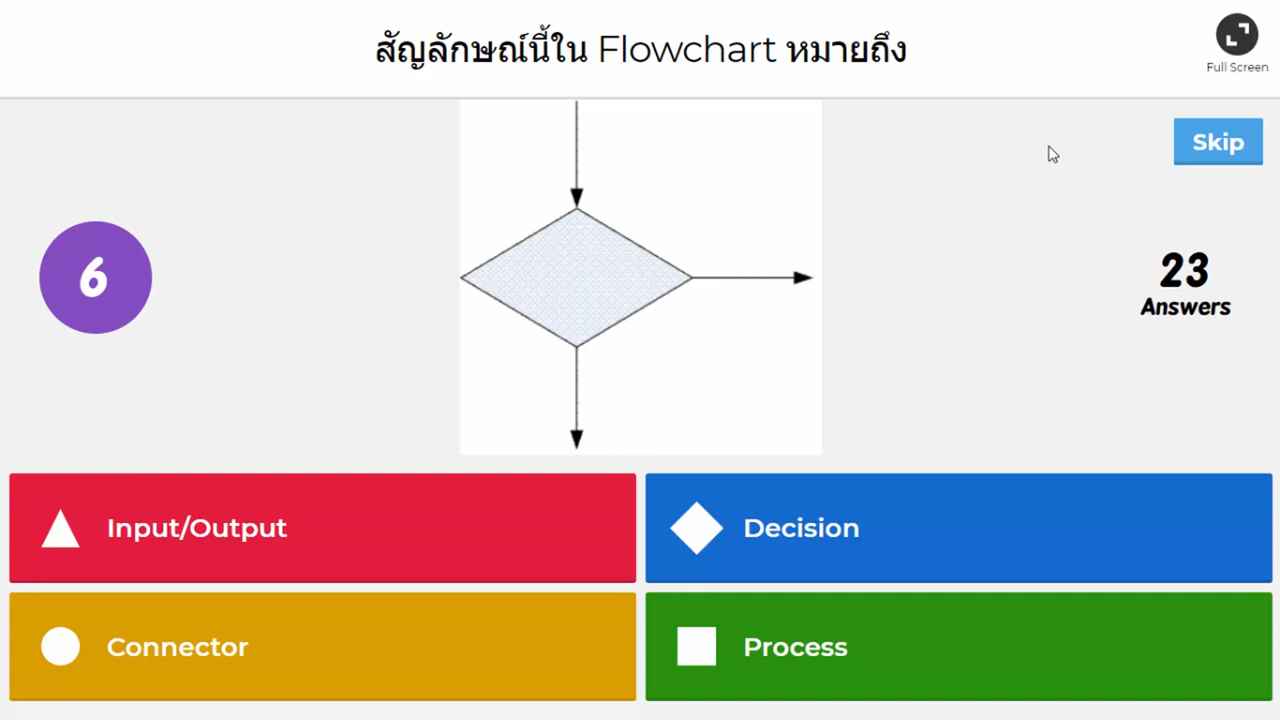 สัญลักษณ์นี้ใน Flowchart หมายถึง
Full Screen
Skip
6
23
Answers
Input/Output
Decision
Connector
Process